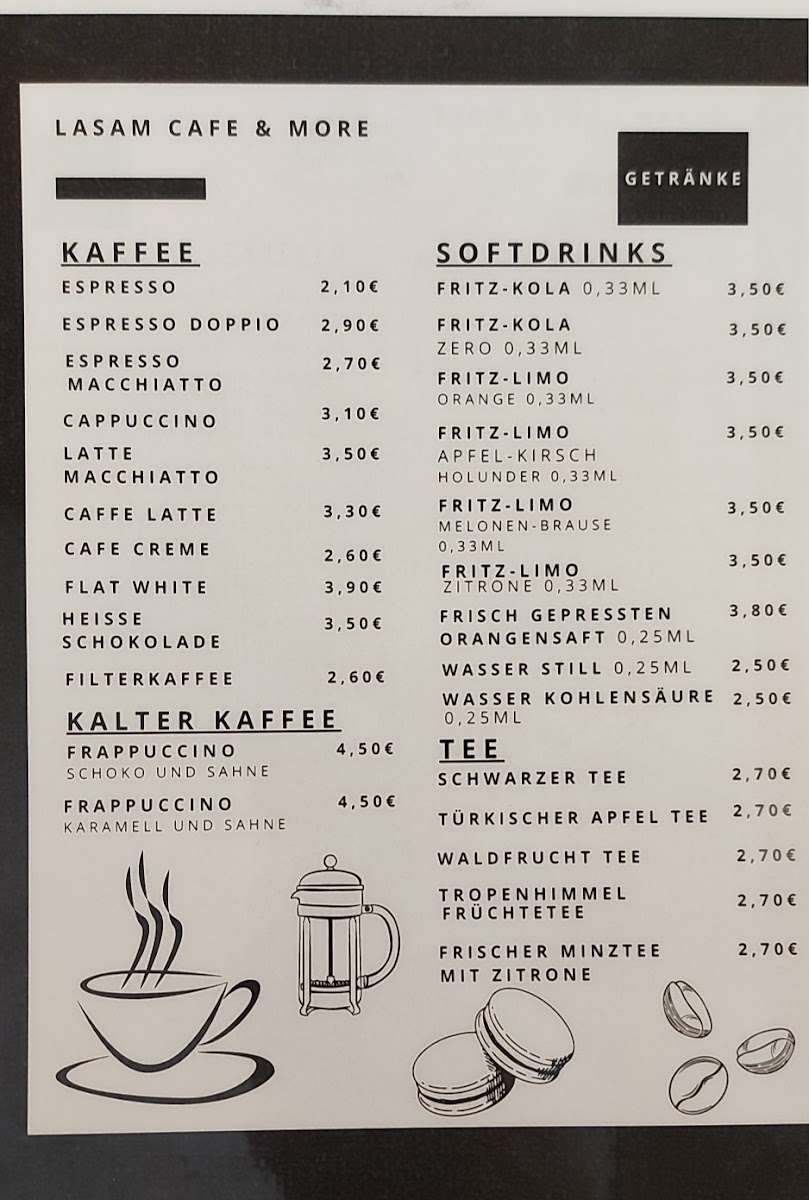 LASAM CAFE & MORE
GETRÄNKE
KAFFEE
ESPRESSO 2,10€
ESPRESSO DOPPIO 2,90€
ESPRESSO 2,70€
MACCHIATTO
CAPPUCCINO 3,10€
LATTE 3,50€
MACCHIATTO
CAFFE LATTE 3,30€
CAFE CREME 2,60€
FLAT WHITE 3,90€
HEISSE 3,50€
SCHOKOLADE
FILTERKAFFEE 2,60€
KALTER KAFFEE
FRAPPUCCINO 4,50€
SCHOKO UND SAHNE
FRAPPUCCINO 4,50€
KARAMELL UND SAHNE
SOFTDRINKS
FRITZ-KOLA 0,33ML 3,50€
FRITZ-KOLA 3,50€
ZERO 0,33ML
FRITZ-LIMO 3,50€
ORANGE 0,33ML
FRITZ-LIMO 3,50€
APFEL-KIRSCH
HOLUNDER 0,33ML
FRITZ-LIMO 3,50€
MELONEN-BRAUSE
0,33ML
FRITZ-LIMO 3,50€
ZITRONE 0,33ML
FRISCH GEPRESSTEN 3,80€
ORANGENSAFT 0,25ML
WASSER STILL 0,25ML 2,50€
WASSER KOHLENSÄURE 2,50€
0,25ML
TEE
SCHWARZER TEE 2,70€
TÜRKISCHER APFEL TEE 2,70€
WALDFRUCHT TEE 2,70€
TROPENHIMMEL 2,70€
FRÜCHTETEE
FRISCHER MINZTEE 2,70€
MIT ZITRONE